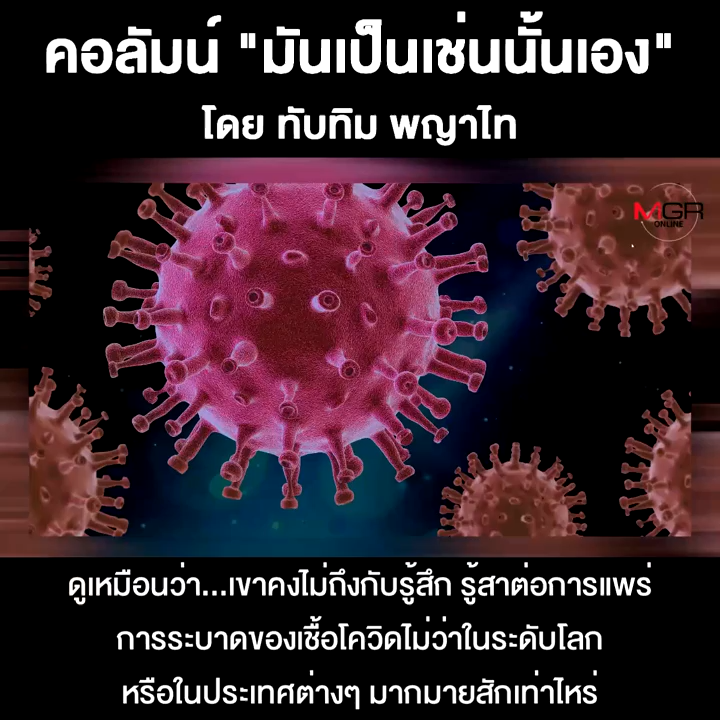 คอลัมน์ "มันเป็นเช่นนั้นเอง"
โดย ทับทิม พญาไท
MGR
ONLINE
ดูเหมือนว่า...เขาคงไม่ถึงกับรู้สึก รู้สาต่อการแพร่
การระบาดของเชื้อโควิดไม่ว่าในระดับโลก
หรือในประเทศต่างๆ มากมายสักเท่าไหร่